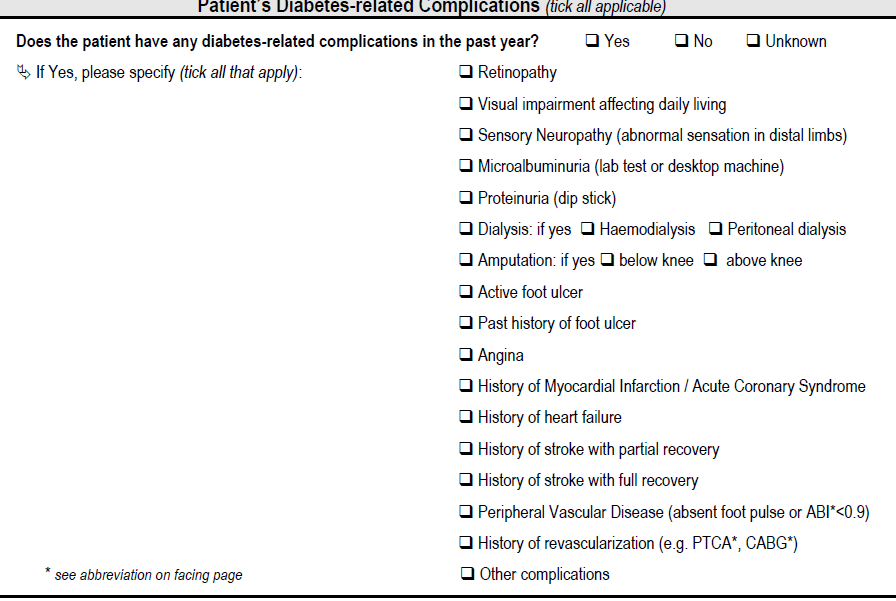 Patient's Diabetes-related Complications (tick all applicable)
Does the patient have any diabetes-related complications in the past year? ❑ Yes ❑ No ❑ Unknown
↳ If Yes, please specify (tick all that apply): ❑ Retinopathy
❑ Visual impairment affecting daily living
❑ Sensory Neuropathy (abnormal sensation in distal limbs)
❑ Microalbuminuria (lab test or desktop machine)
❑ Proteinuria (dip stick)
❑ Dialysis: if yes ❑ Haemodialysis ❑ Peritoneal dialysis
❑ Amputation: if yes ❑ below knee ❑ above knee
❑ Active foot ulcer
❑ Past history of foot ulcer
❑ Angina
❑ History of Myocardial Infarction / Acute Coronary Syndrome
❑ History of heart failure
❑ History of stroke with partial recovery
❑ History of stroke with full recovery
❑ Peripheral Vascular Disease (absent foot pulse or ABI*<0.9)
❑ History of revascularization (e.g. PTCA*, CABG*)
* see abbreviation on facing page ❑ Other complications